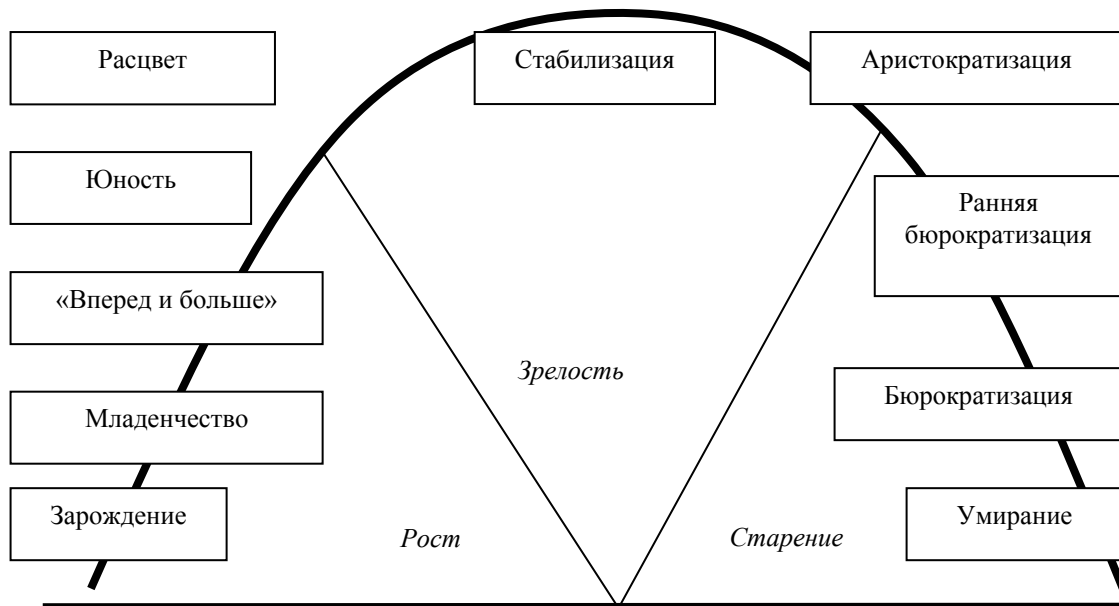 Расцвет
Стабилизация
Аристократизация
Юность
Ранняя
бюрократизация
«Вперед и больше»
Зрелость
Младенчество
Бюрократизация
Зарождение
Рост
Старение
Умирание